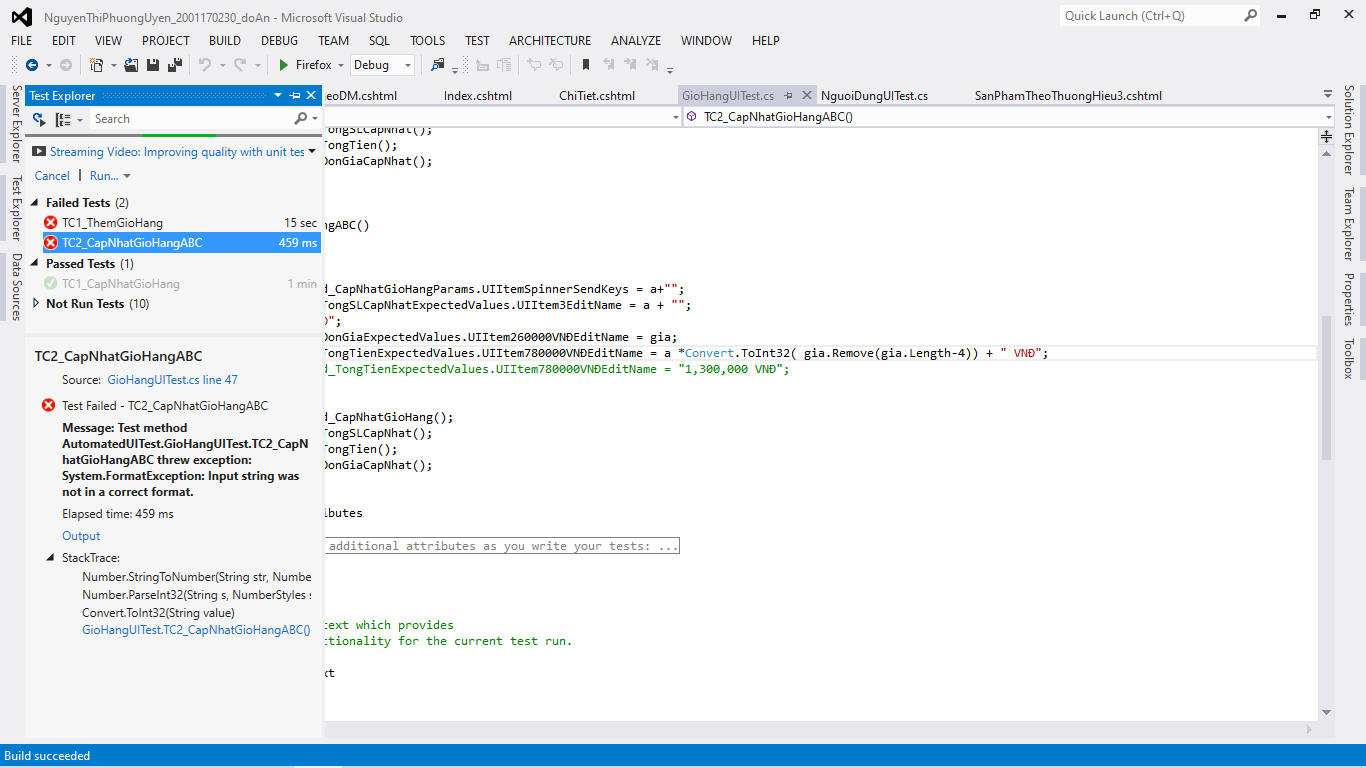 NguyenThiPhuongUyen_2001170230_doAn - Microsoft Visual Studio
Quick Launch (Ctrl+Q)
FILE EDIT VIEW PROJECT BUILD DEBUG TEAM SQL TOOLS TEST ARCHITECTURE ANALYZE WINDOW HELP
Firefox Debug
Server Explorer
Test Explorer
Data Sources
Test Explorer
Search
Streaming Video: Improving quality with unit tes
Cancel | Run...
Failed Tests (2)
TC1_ThemGioHang 15 sec
TC2_CapNhatGioHangABC 459 ms
Passed Tests (1)
TC1_CapNhatGioHang 1 min
Not Run Tests (10)
TC2_CapNhatGioHangABC
Source: GioHangUITest.cs line 47
Test Failed - TC2_CapNhatGioHangABC
Message: Test method
AutomatedUITest.GioHangUITest.TC2_CapN
hatGioHangABC threw exception:
System.FormatException: Input string was
not in a correct format.
Elapsed time: 459 ms
Output
StackTrace:
Number.StringToNumber(String str, Numbe
Number.ParseInt32(String s, NumberStyles s
Convert.ToInt32(String value)
GioHangUITest.TC2_CapNhatGioHangABC()
eoDM.cshtml Index.cshtml ChiTiet.cshtml GioHangUITest.cs NguoiDungUITest.cs SanPhamTheoThuongHieu3.cshtml
TC2_CapNhatGioHangABC()
TongSLCapNhat();
TongTien();
DonGiaCapNhat();
ngABC()
d_CapNhatGioHangParams.UIItemSpinnerSendKeys = a+"";
TongSLCapNhatExpectedValues.UIItem3EditName = a + "";
Đ";
DonGiaExpectedValues.UIItem260000VNĐEditName = gia;
TongTienExpectedValues.UIItem780000VNĐEditName = a *Convert.ToInt32( gia.Remove(gia.Length-4)) + " VNĐ";
d_TongTienExpectedValues.UIItem780000VNĐEditName = "1,300,000 VNĐ";
d_CapNhatGioHang();
TongSLCapNhat();
TongTien();
DonGiaCapNhat();
ibutes
additional attributes as you write your tests: ...
text which provides
ctionality for the current test run.
xt
Solution Explorer
Team Explorer
Properties
Toolbox
Build succeeded